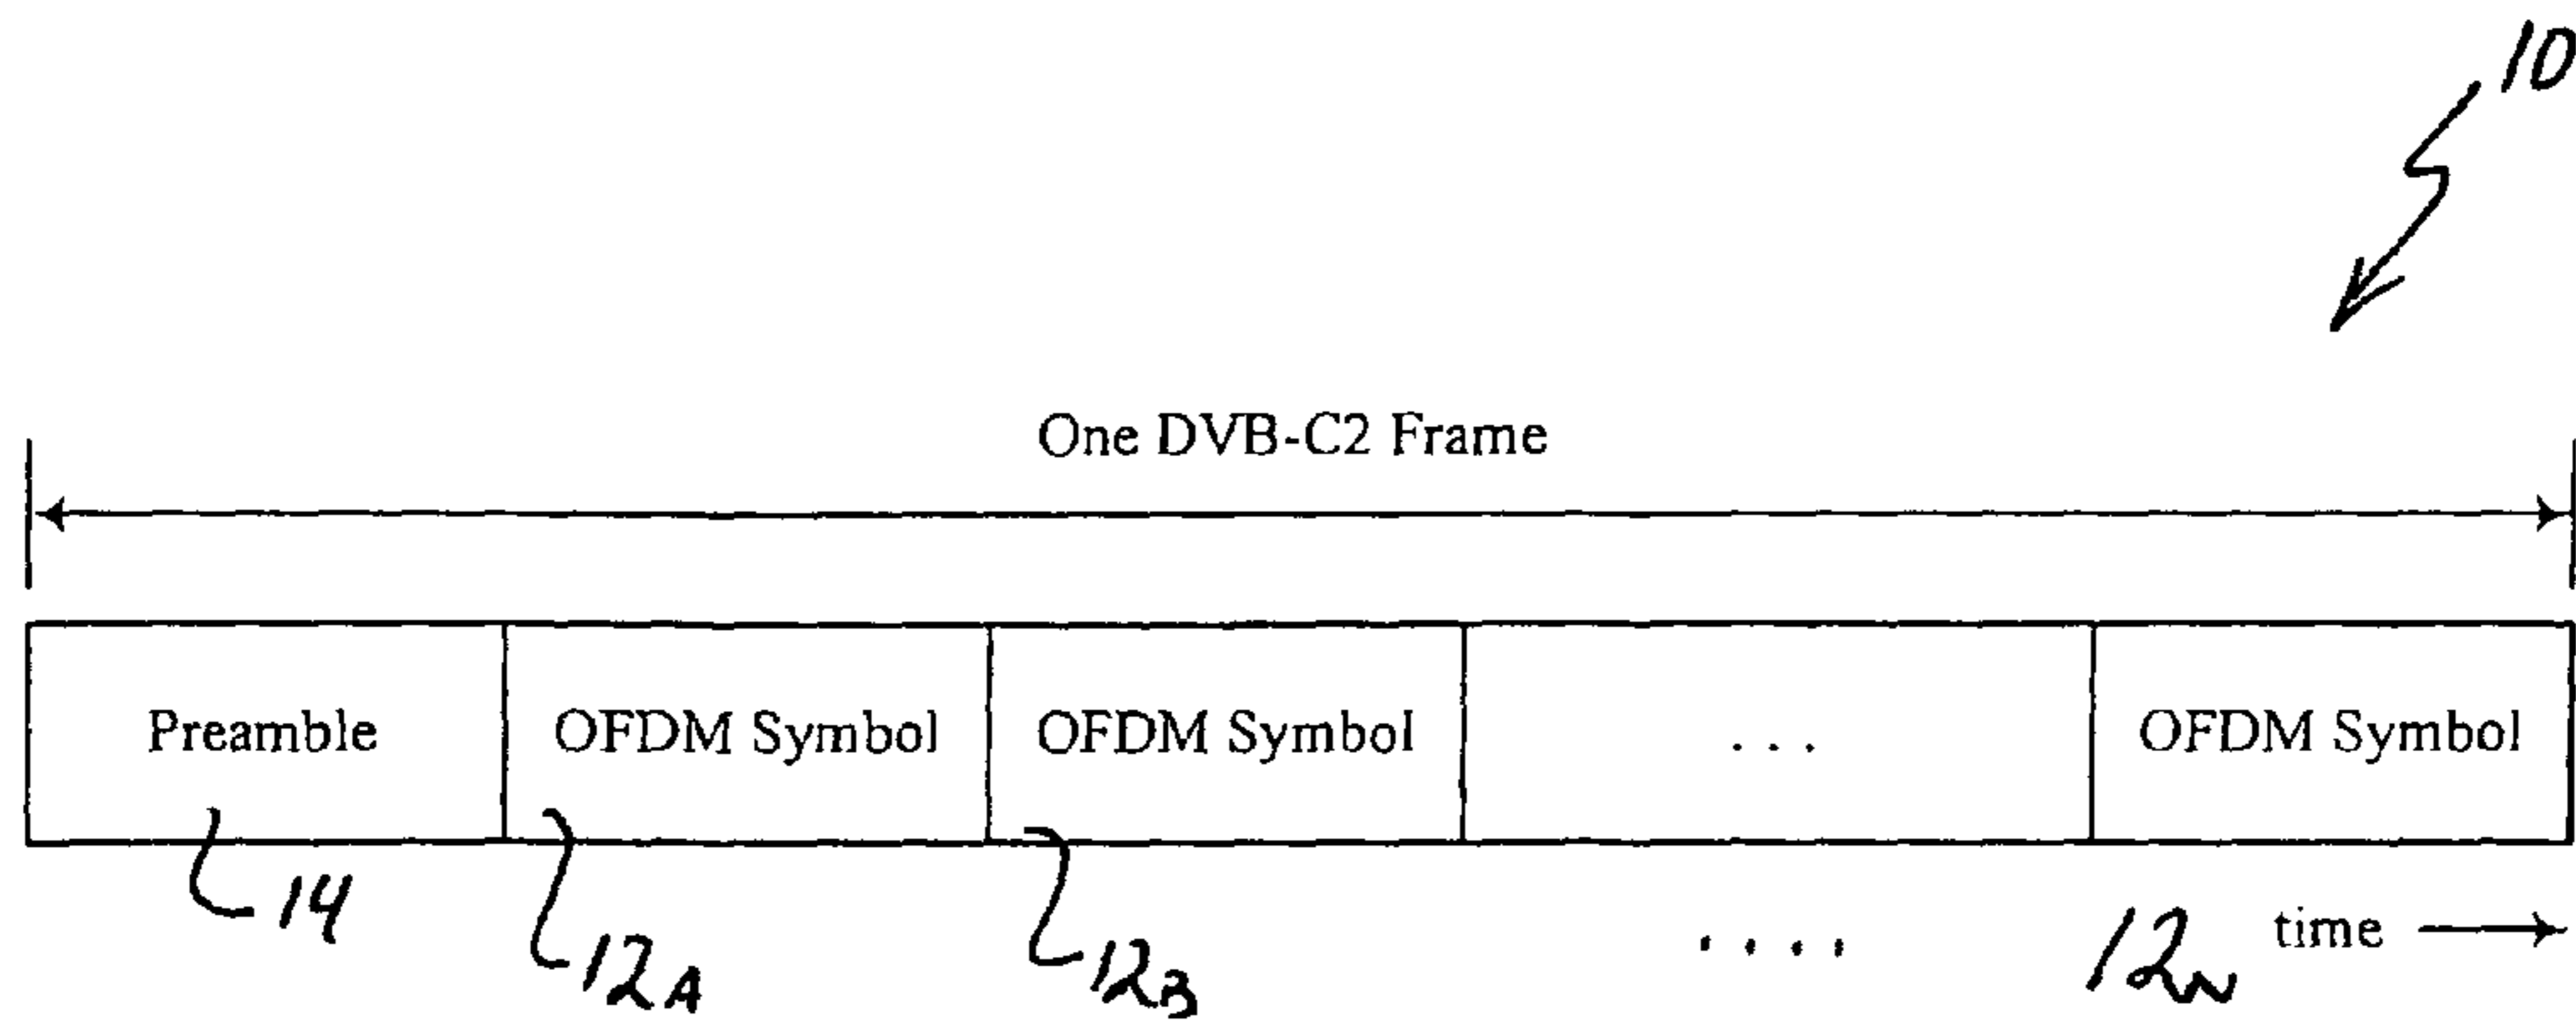 10
One DVB-C2 Frame
Preamble OFDM Symbol OFDM Symbol ... OFDM Symbol
14 12A 12B .... 12N time